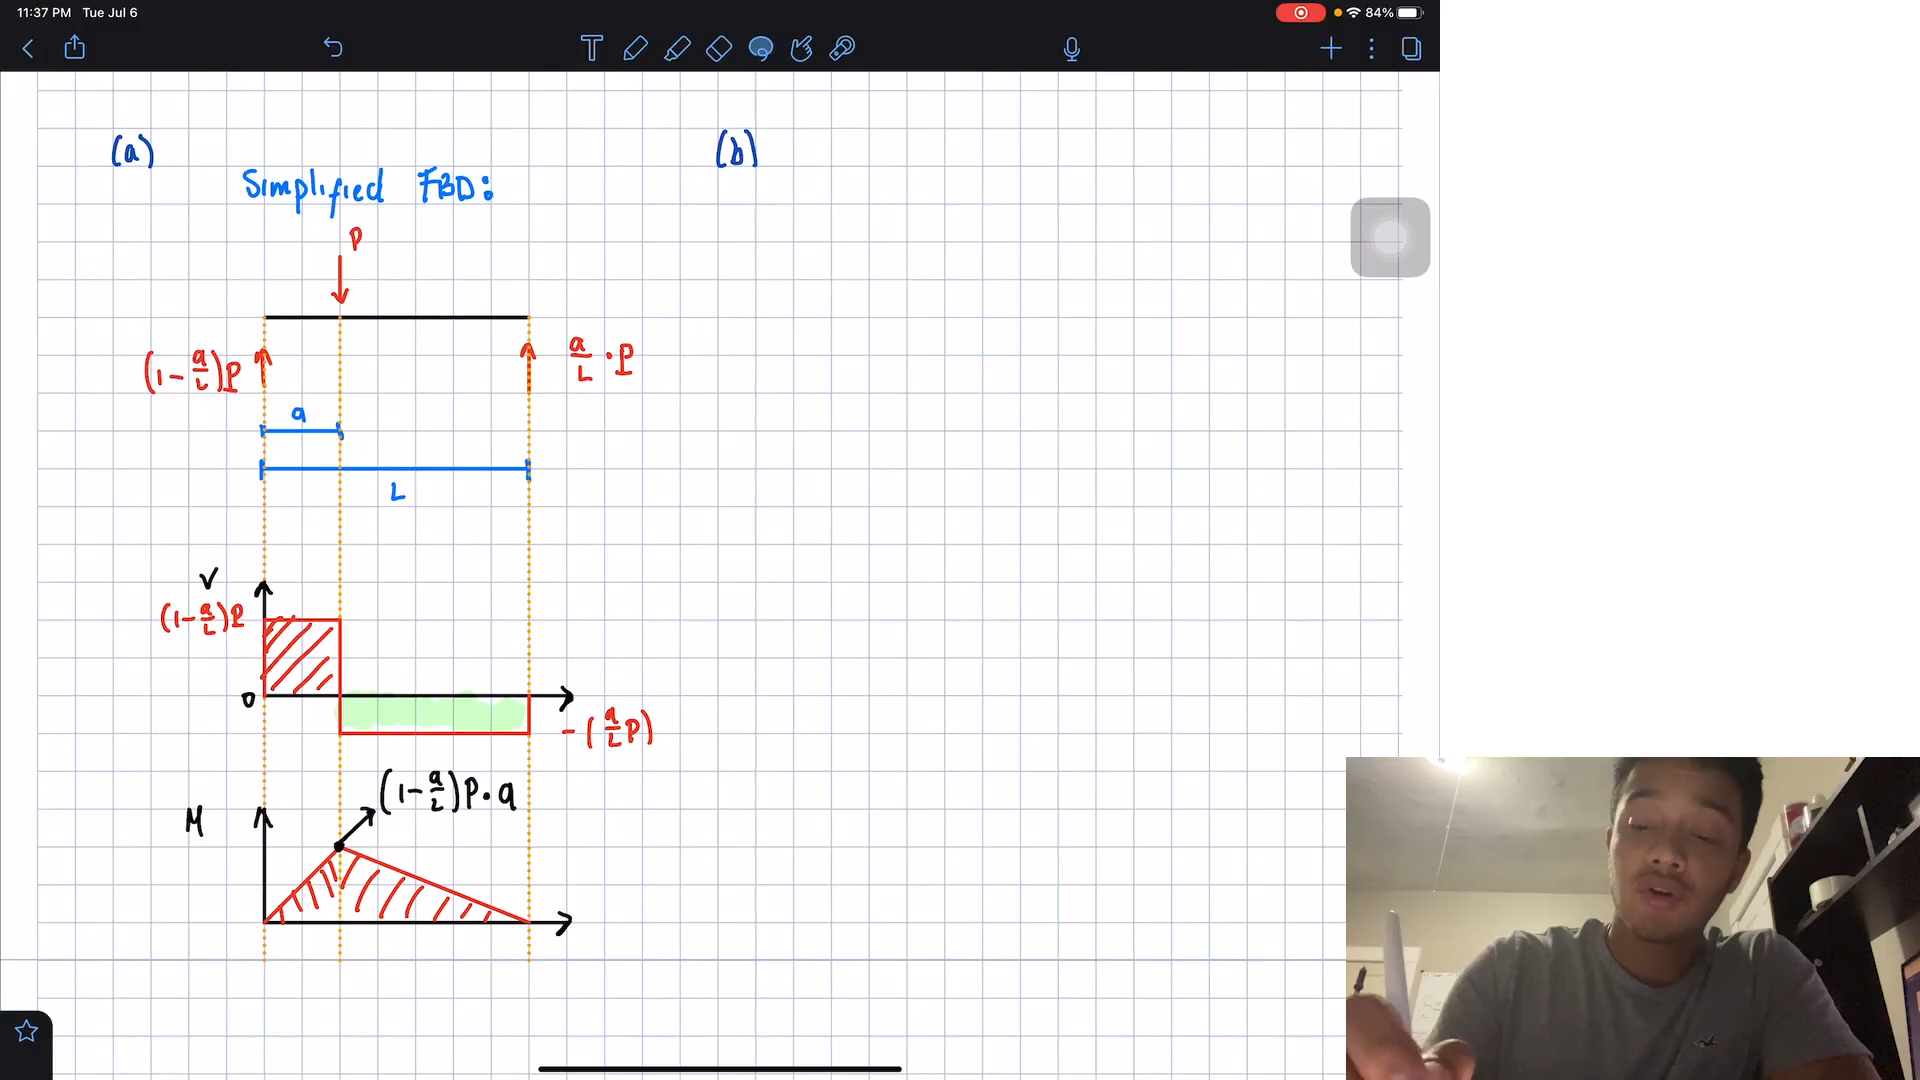 11:37 PM Tue Jul 6
84%
(a)
(b)
Simplified FBD:
P
(1 - a/L)P
a/L · P
a
L
V
(1 - a/L)P
0
- (a/L P)
(1 - a/L)P · a
M